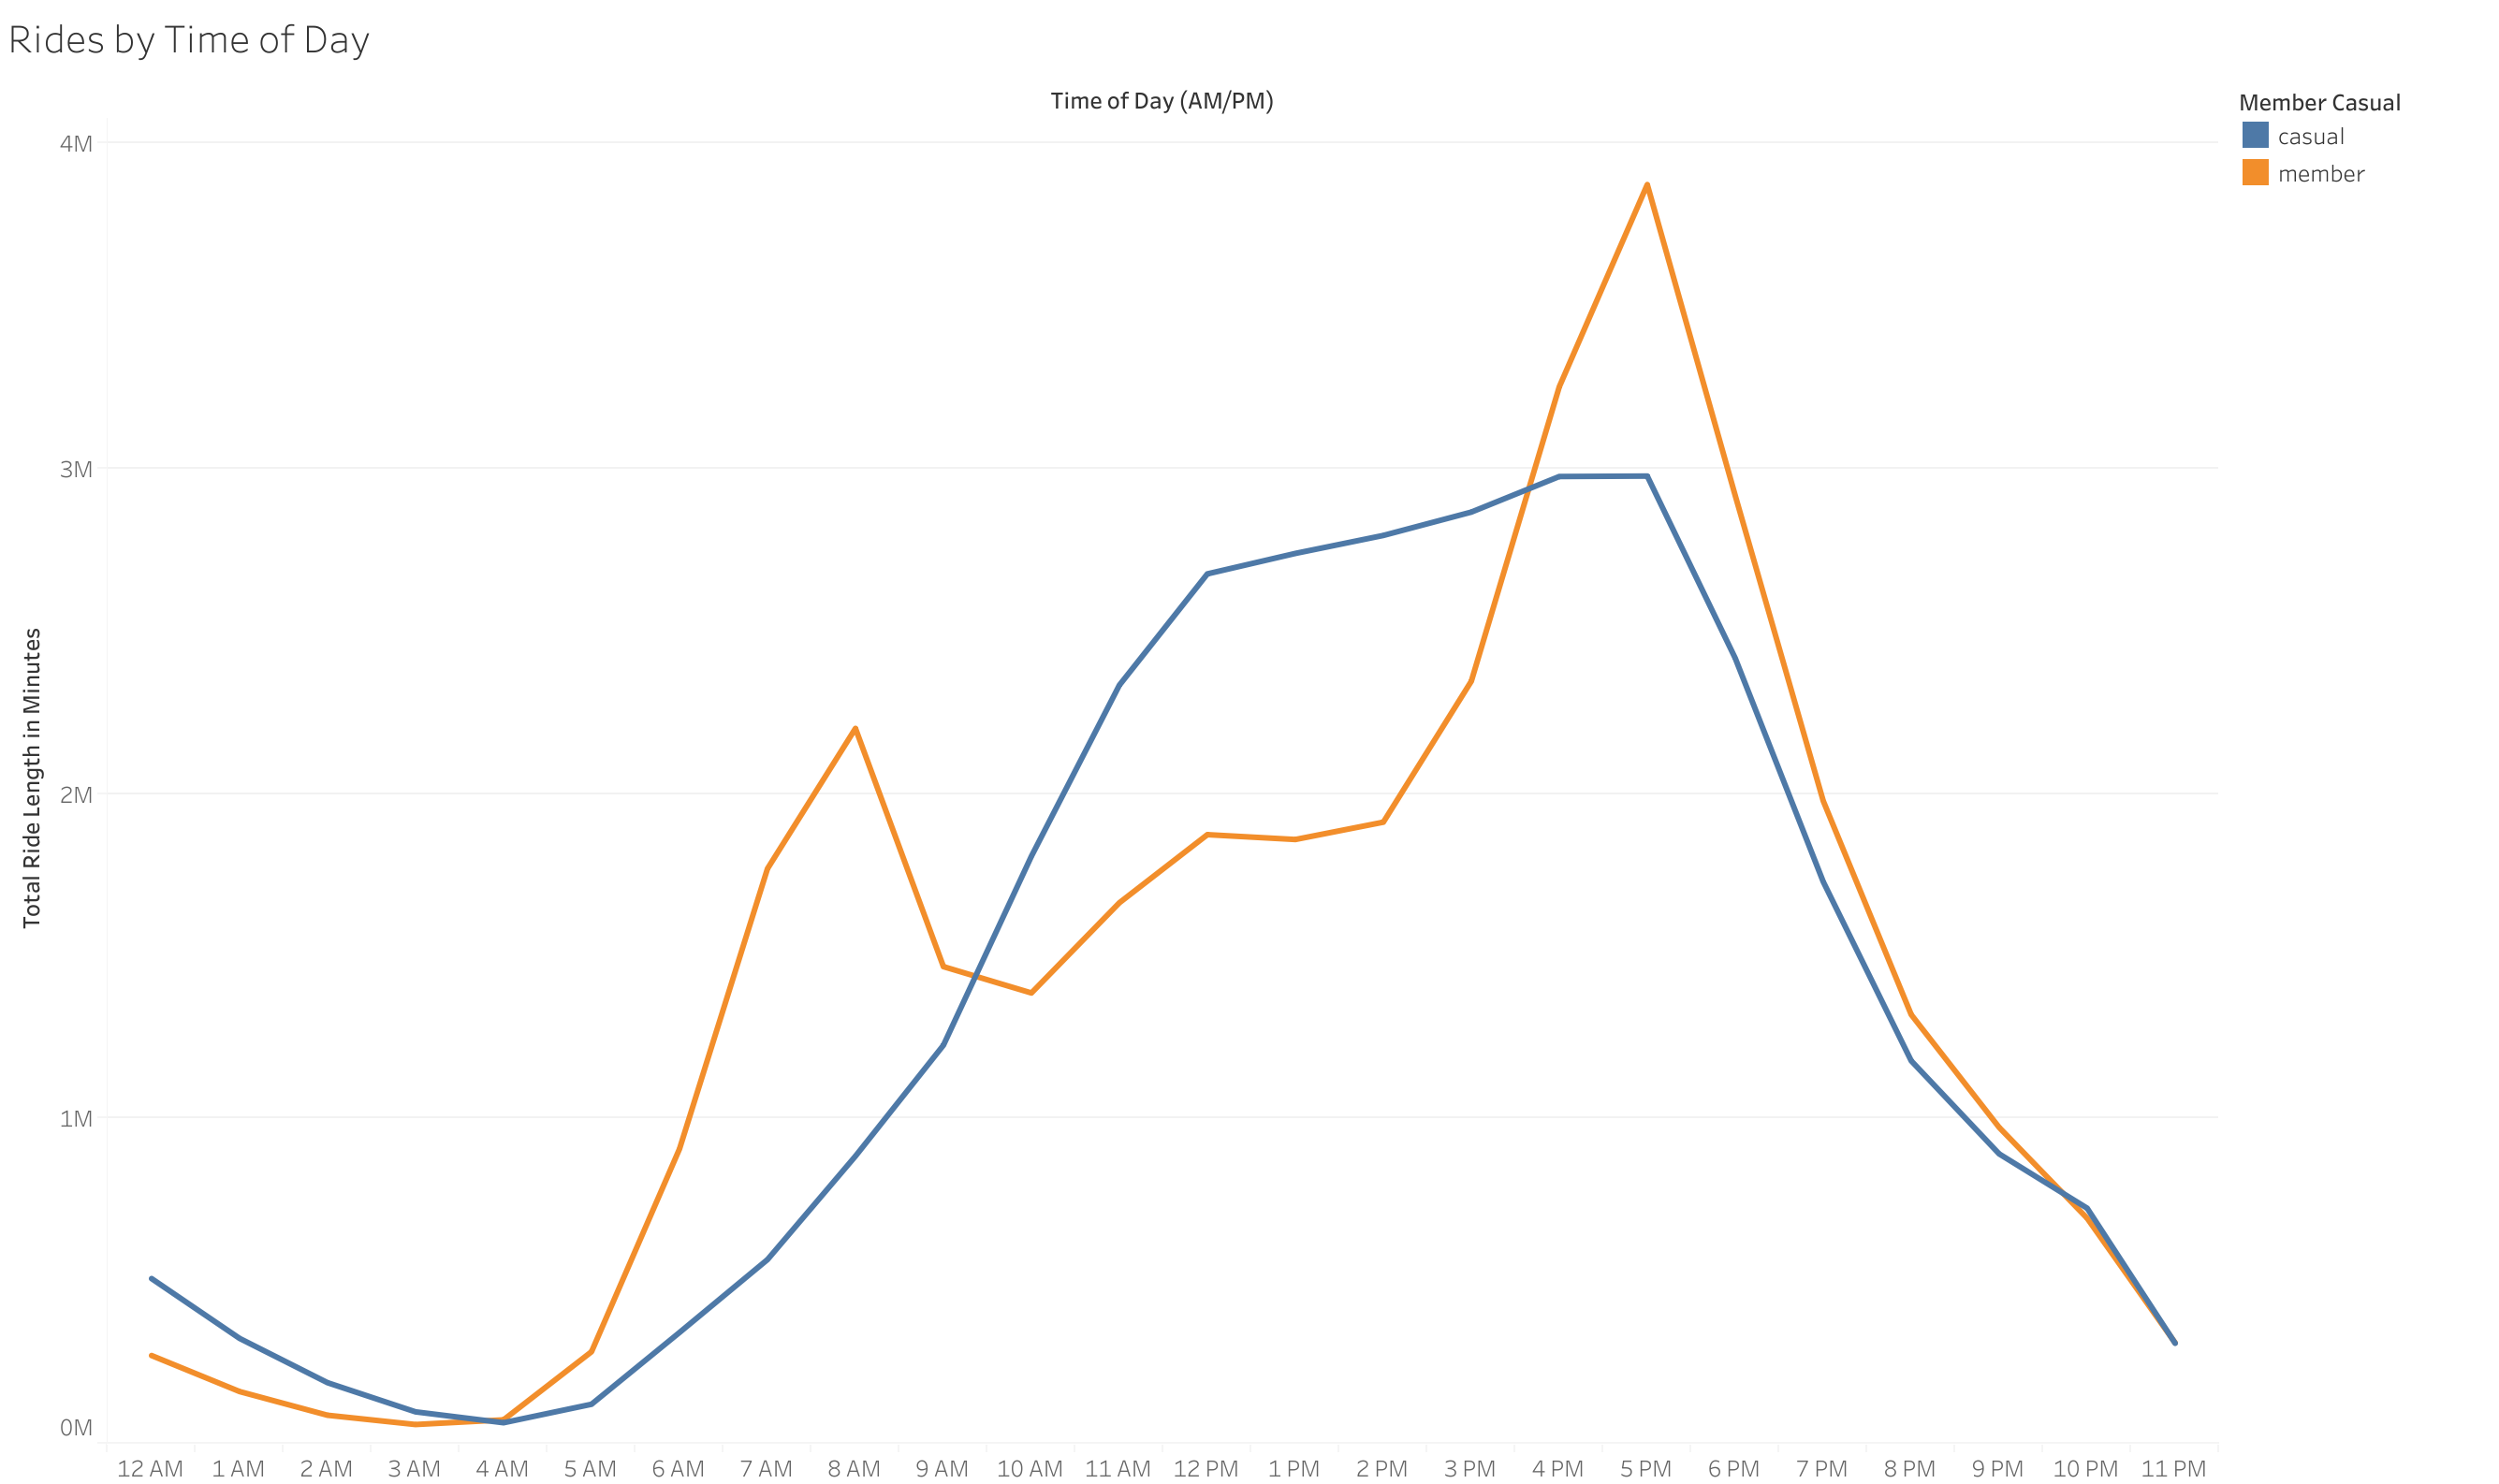 Rides by Time of Day
Time of Day (AM/PM)
Member Casual
casual
member
4M
3M
2M
1M
0M
Total Ride Length in Minutes
12 AM 1 AM 2 AM 3 AM 4 AM 5 AM 6 AM 7 AM 8 AM 9 AM 10 AM 11 AM 12 PM 1 PM 2 PM 3 PM 4 PM 5 PM 6 PM 7 PM 8 PM 9 PM 10 PM 11 PM